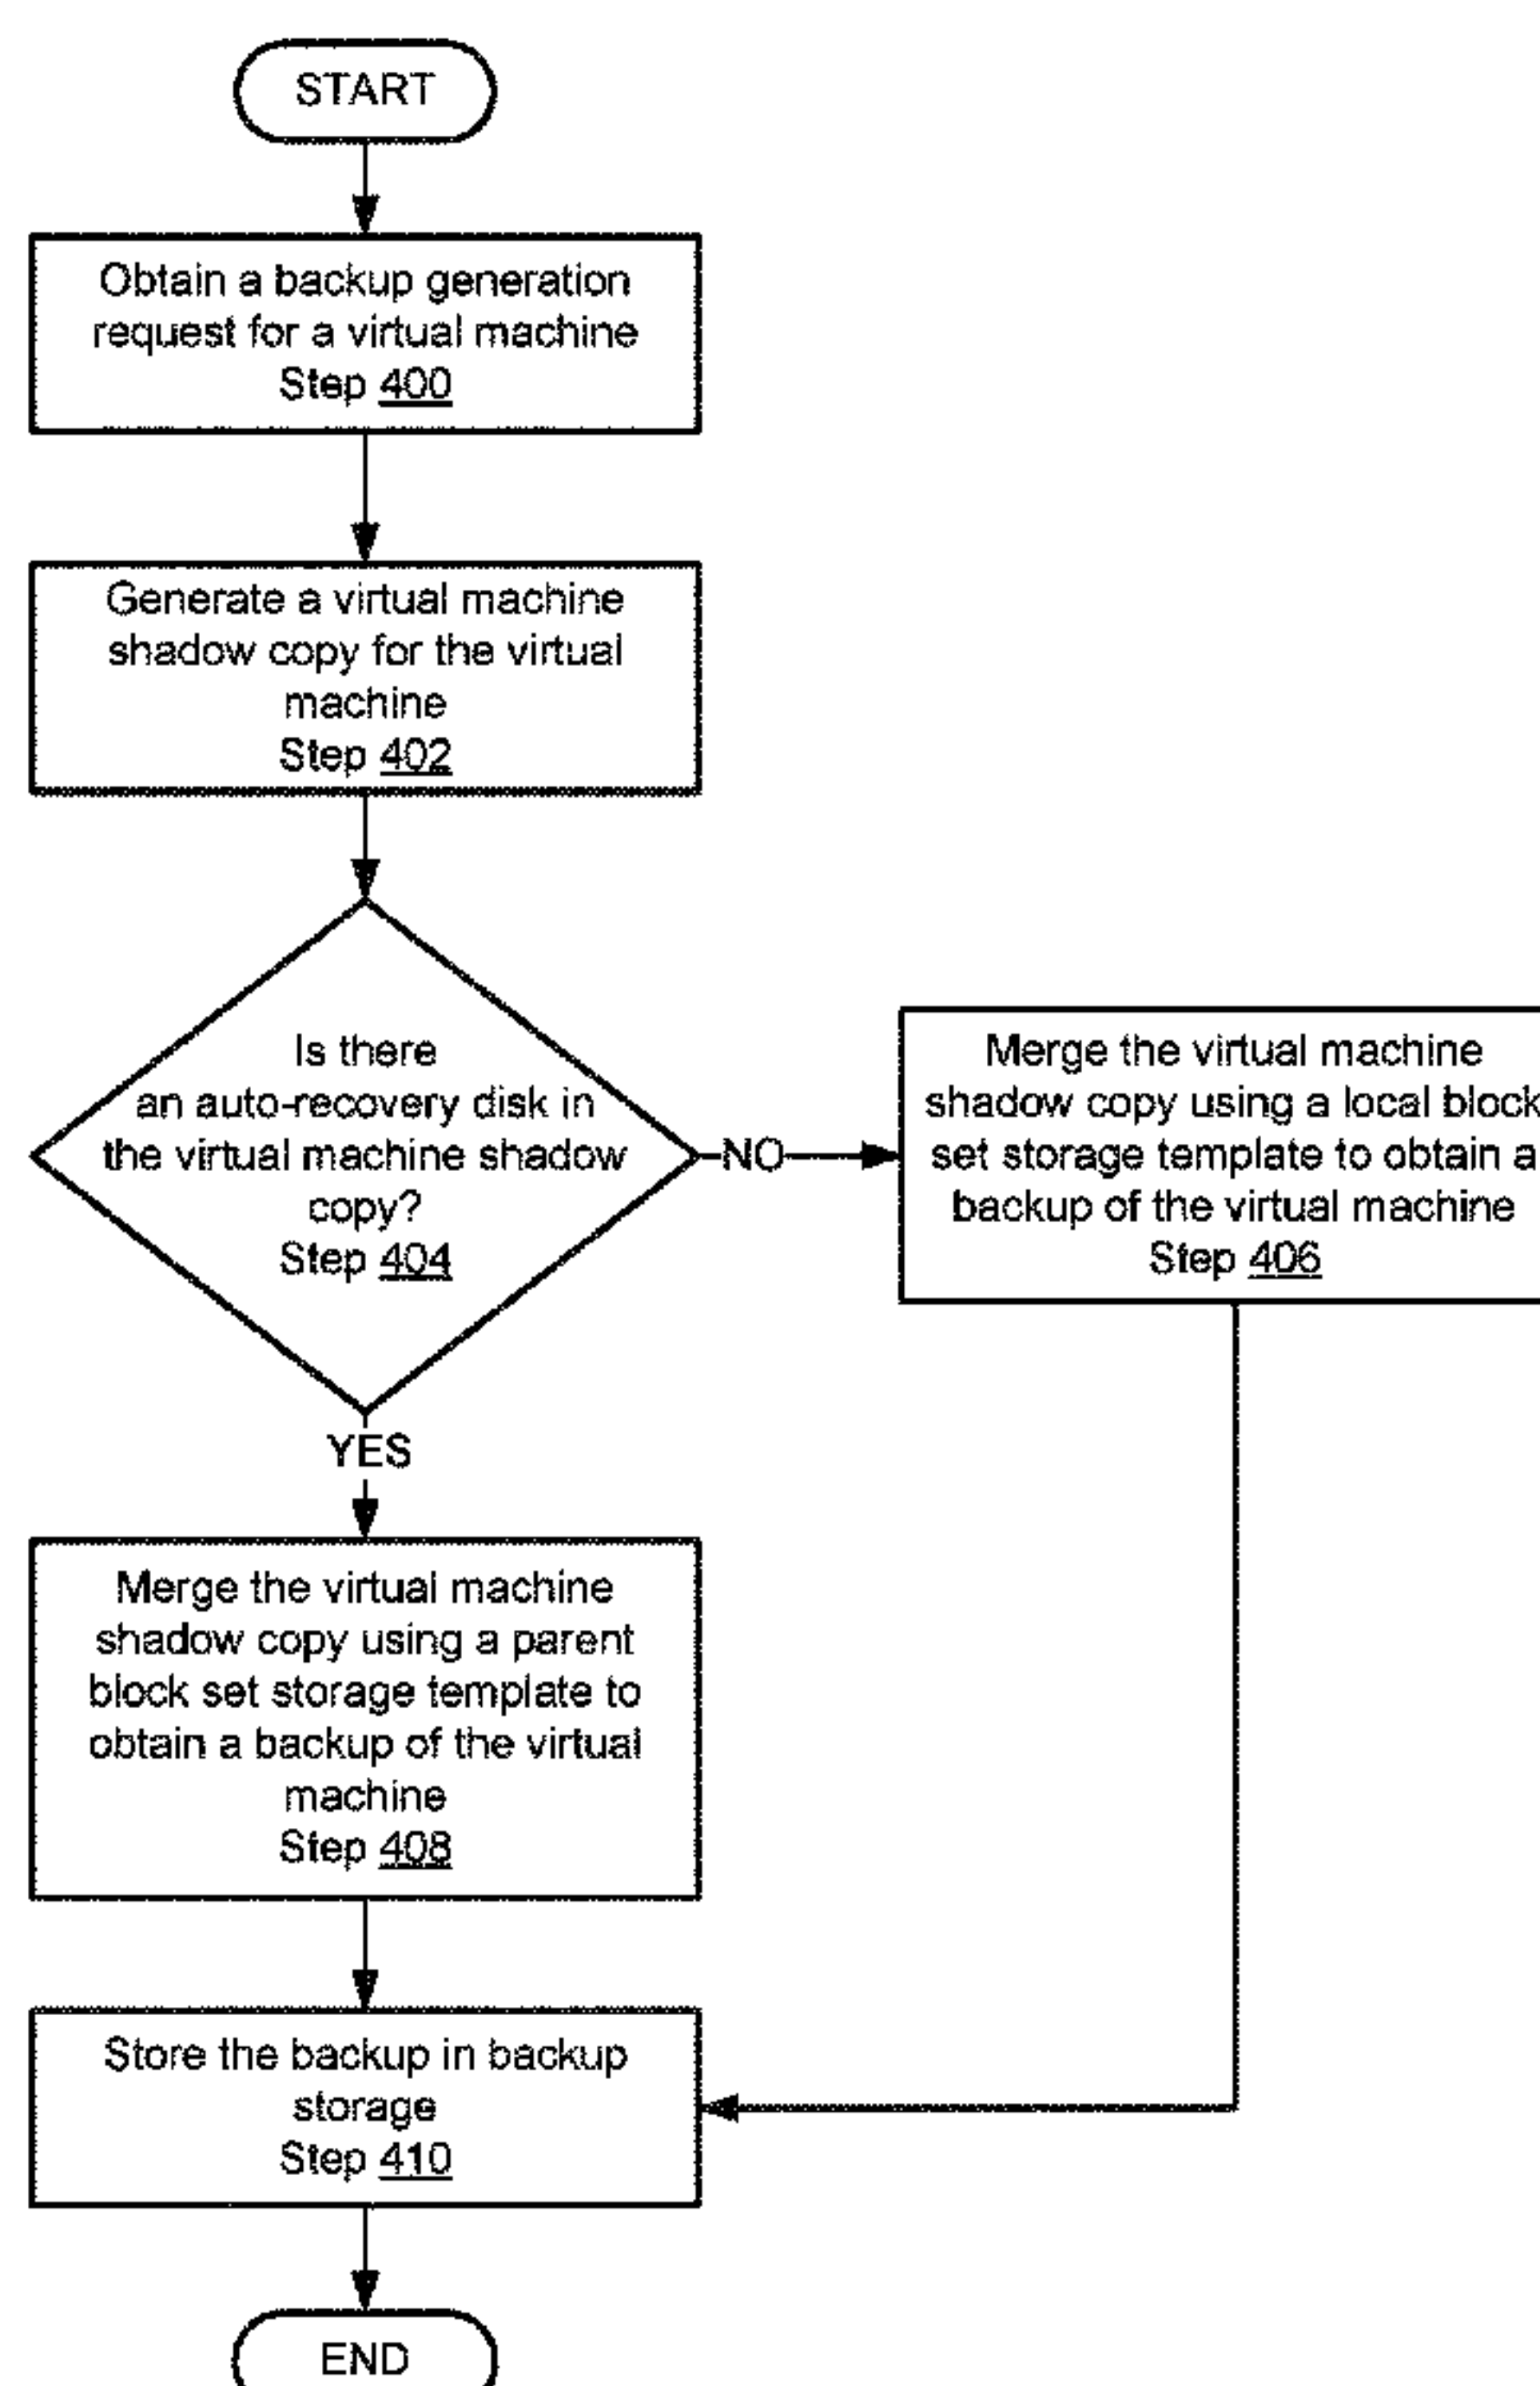 START
Obtain a backup generation
request for a virtual machine
Step 400
Generate a virtual machine
shadow copy for the virtual
machine
Step 402
Is there
an auto-recovery disk in
the virtual machine shadow
copy?
Step 404
NO
Merge the virtual machine
shadow copy using a local block
set storage template to obtain a
backup of the virtual machine
Step 406
YES
Merge the virtual machine
shadow copy using a parent
block set storage template to
obtain a backup of the virtual
machine
Step 408
Store the backup in backup
storage
Step 410
END